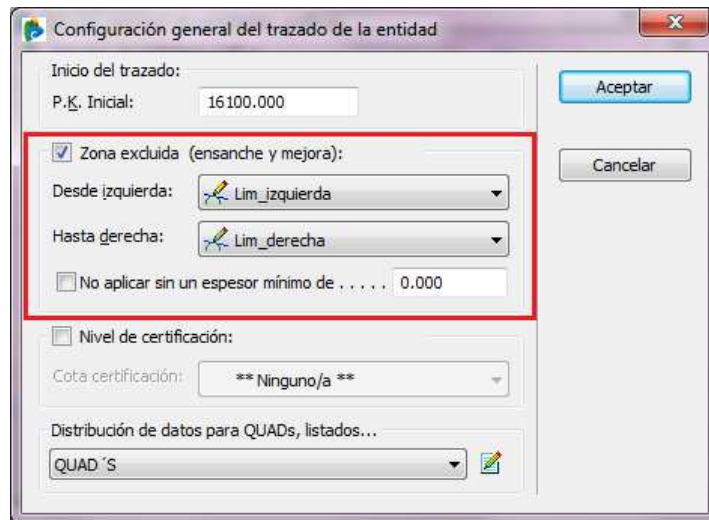 Configuración general del trazado de la entidad
Inicio del trazado:
P.K. Inicial: 16100.000
Aceptar
Zona excluida (ensanche y mejora):
Cancelar
Desde izquierda: Lim_izquierda
Hasta derecha: Lim_derecha
No aplicar sin un espesor mínimo de . . . . . 0.000
Nivel de certificación:
Cota certificación: ** Ninguno/a **
Distribución de datos para QUADs, listados...
QUAD ´S